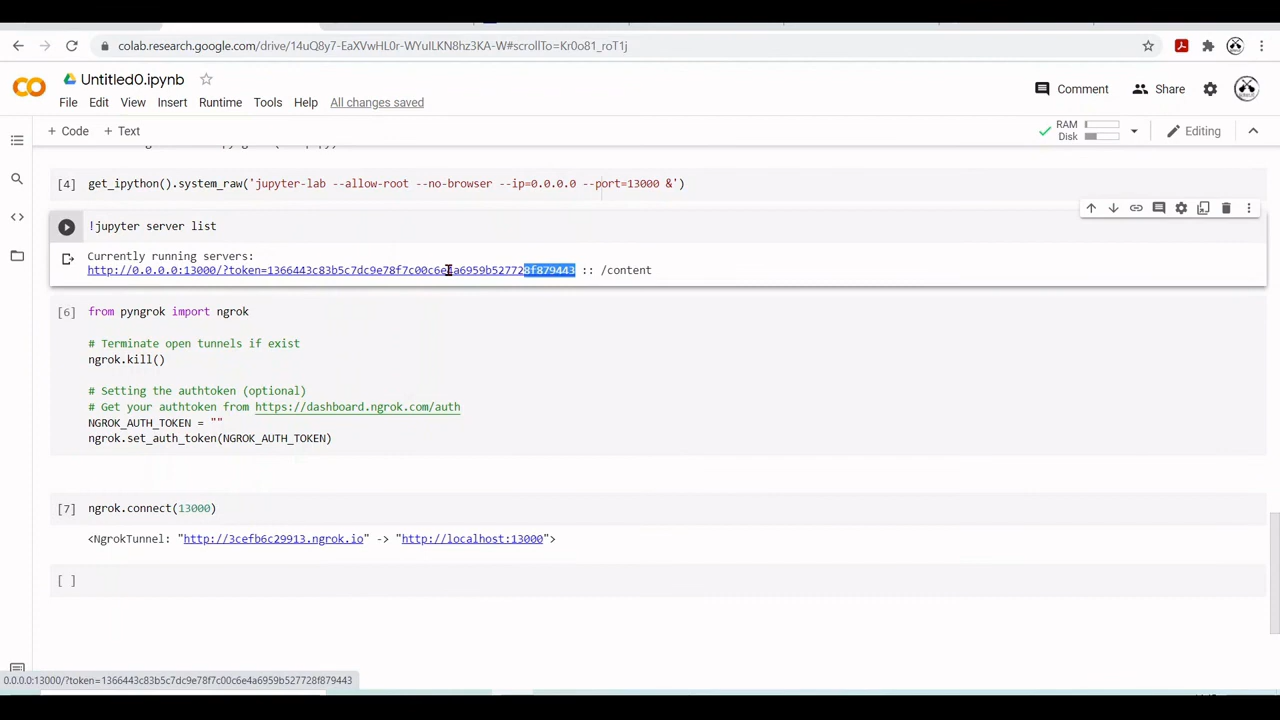 colab.research.google.com/drive/14uQ8y7-EaXVwHL0r-WYuILKN8hz3WA-W#scrollTo=Kr0o81_roT1j
Untitled0.ipynb
File Edit View Insert Runtime Tools Help All changes saved
Comment Share
+ Code + Text
RAM
Disk
Editing
[4] get_ipython().system_raw('jupyter-lab --allow-root --no-browser --ip=0.0.0.0 --port=13000 &')
!jupyter server list
Currently running servers:
http://0.0.0.0:13000/?token=1366443c83b5c7dc9e78f7c00c6e4a6959b527728f879443 :: /content
[6] from pyngrok import ngrok
# Terminate open tunnels if exist
ngrok.kill()
# Setting the authtoken (optional)
# Get your authtoken from https://dashboard.ngrok.com/auth
NGROK_AUTH_TOKEN = ""
ngrok.set_auth_token(NGROK_AUTH_TOKEN)
[7] ngrok.connect(13000)
<NgrokTunnel: "http://3cefb6c29913.ngrok.io" -> "http://localhost:13000">
[ ]
0.0.0.0:13000/?token=1366443c83b5c7dc9e78f7c00c6e4a6959b527728f879443